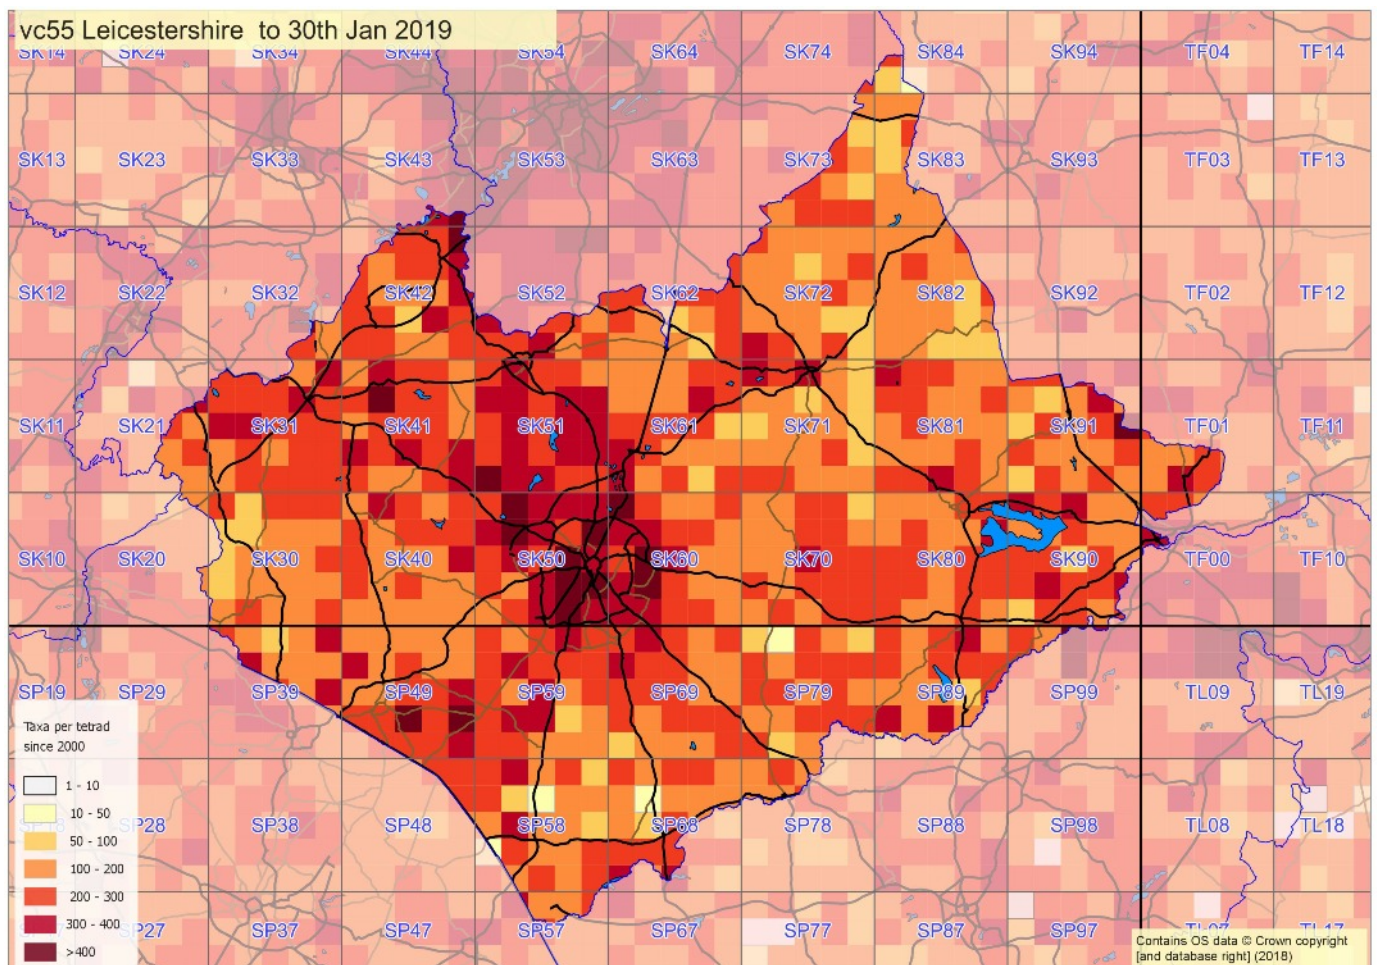 vc55 Leicestershire to 30th Jan 2019
SK14 SK24 SK34 SK44 SK54 SK64 SK74 SK84 SK94 TF04 TF14
SK13 SK23 SK33 SK43 SK53 SK63 SK73 SK83 SK93 TF03 TF13
SK12 SK22 SK32 SK42 SK52 SK62 SK72 SK82 SK92 TF02 TF12
SK11 SK21 SK31 SK41 SK51 SK61 SK71 SK81 SK91 TF01 TF11
SK10 SK20 SK30 SK40 SK50 SK60 SK70 SK80 SK90 TF00 TF10
SP19 SP29 SP39 SP49 SP59 SP69 SP79 SP89 SP99 TL09 TL19
Taxa per tetrad
since 2000
1 - 10
10 - 50
50 - 100
100 - 200
200 - 300
300 - 400
>400
SP18 SP28 SP38 SP48 SP58 SP68 SP78 SP88 SP98 TL08 TL18
SP27 SP37 SP47 SP57 SP67 SP77 SP87 SP97 TL07 TL17
Contains OS data © Crown copyright
[and database right] (2018)